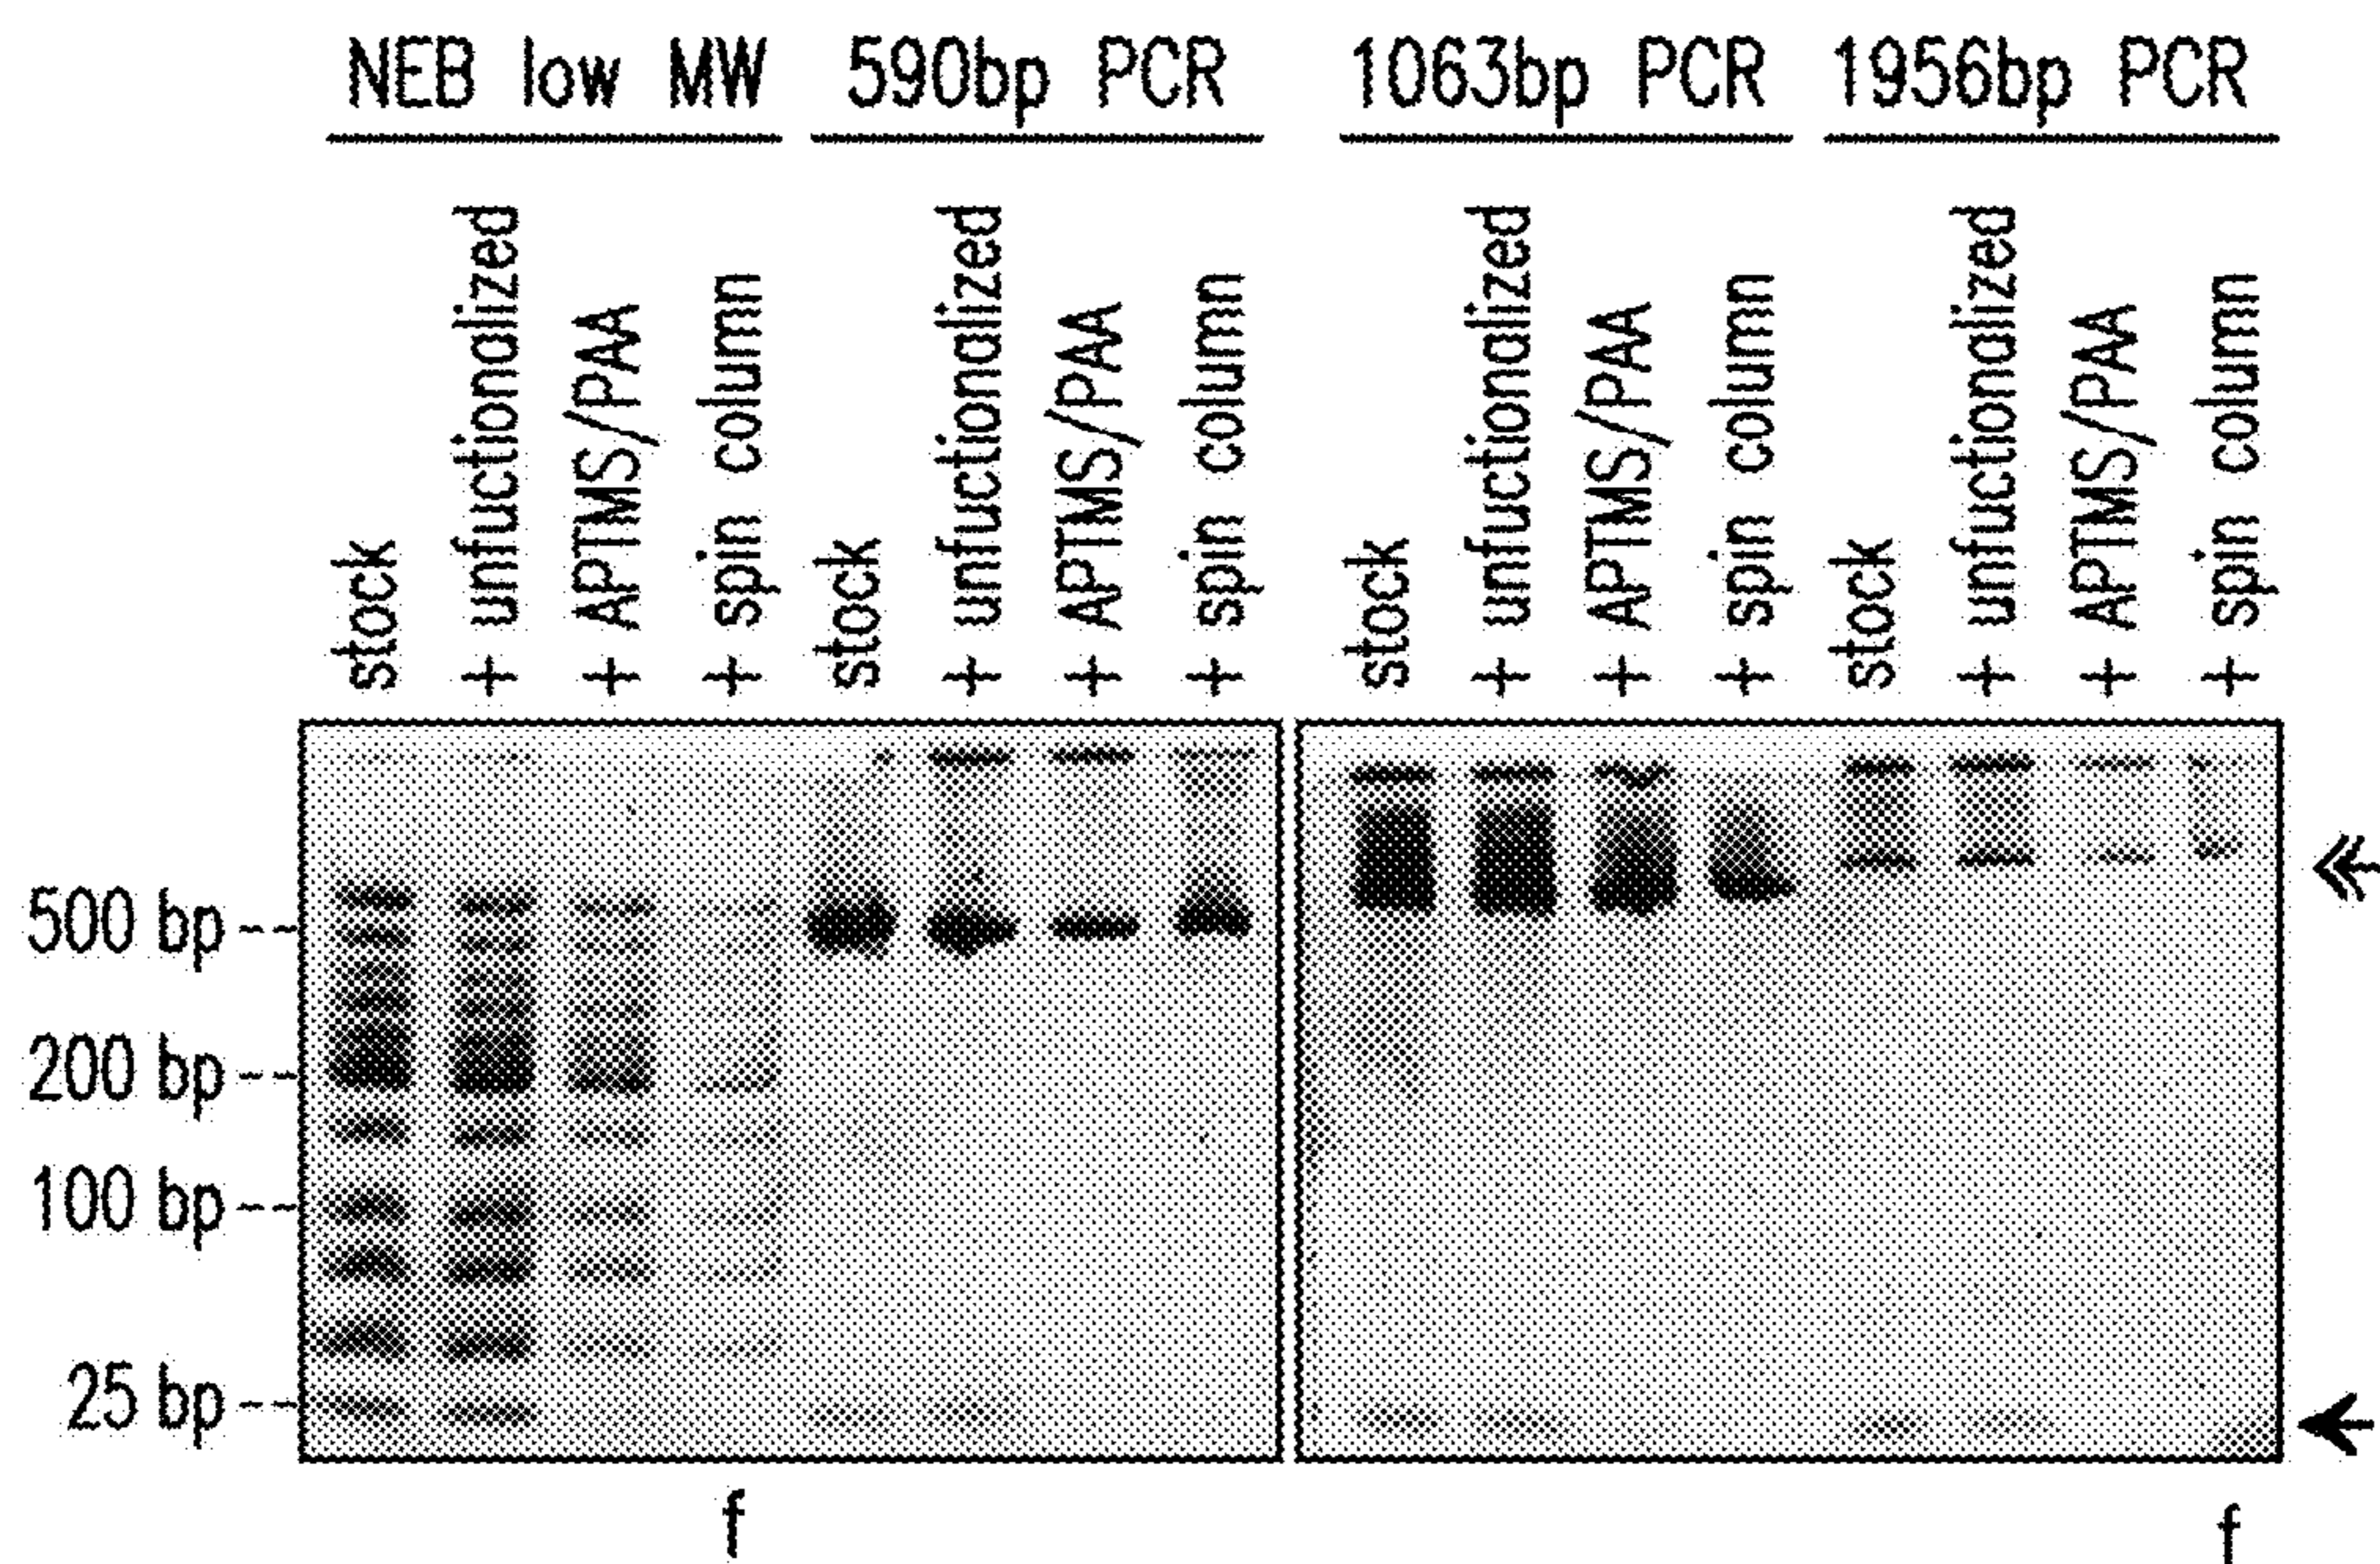 NEB low MW 590bp PCR 1063bp PCR 1956bp PCR
stock
+ unfuctionalized
+ APTMS/PAA
+ spin column
stock
+ unfuctionalized
+ APTMS/PAA
+ spin column
stock
+ unfuctionalized
+ APTMS/PAA
+ spin column
stock
+ unfuctionalized
+ APTMS/PAA
+ spin column
500 bp
200 bp
100 bp
25 bp
f f